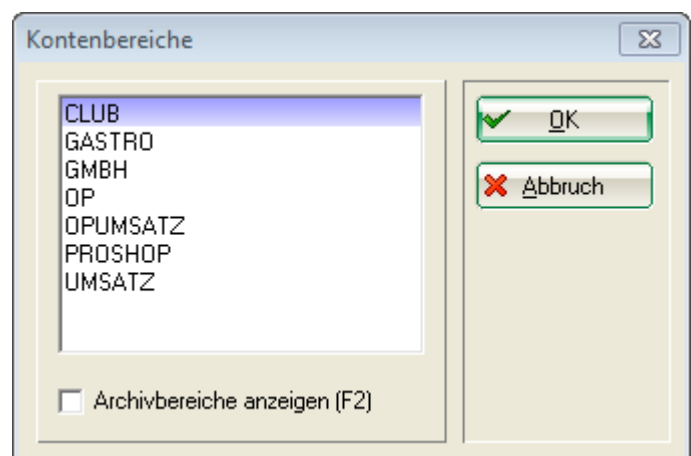 Kontenbereiche
CLUB
GASTRO
GMBH
OP
OPUMSATZ
PROSHOP
UMSATZ
Archivbereiche anzeigen (F2)
OK
Abbruch